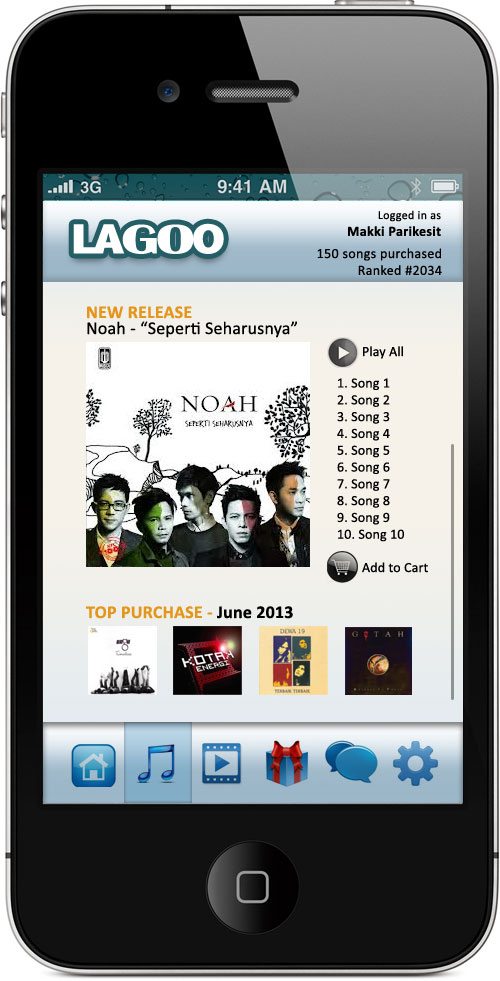 3G
9:41 AM
LAGOO
Logged in as
Makki Parikesit
150 songs purchased
Ranked #2034
NEW RELEASE
Noah - “Seperti Seharusnya”
NOAH
SEPERTI SEHARUSNYA
Play All
1. Song 1
2. Song 2
3. Song 3
4. Song 4
5. Song 5
6. Song 6
7. Song 7
8. Song 8
9. Song 9
10. Song 10
Add to Cart
TOP PURCHASE - June 2013
KOTAK
ENERGI
DEWA 19
TERBAIK TERBAIK
GITAH